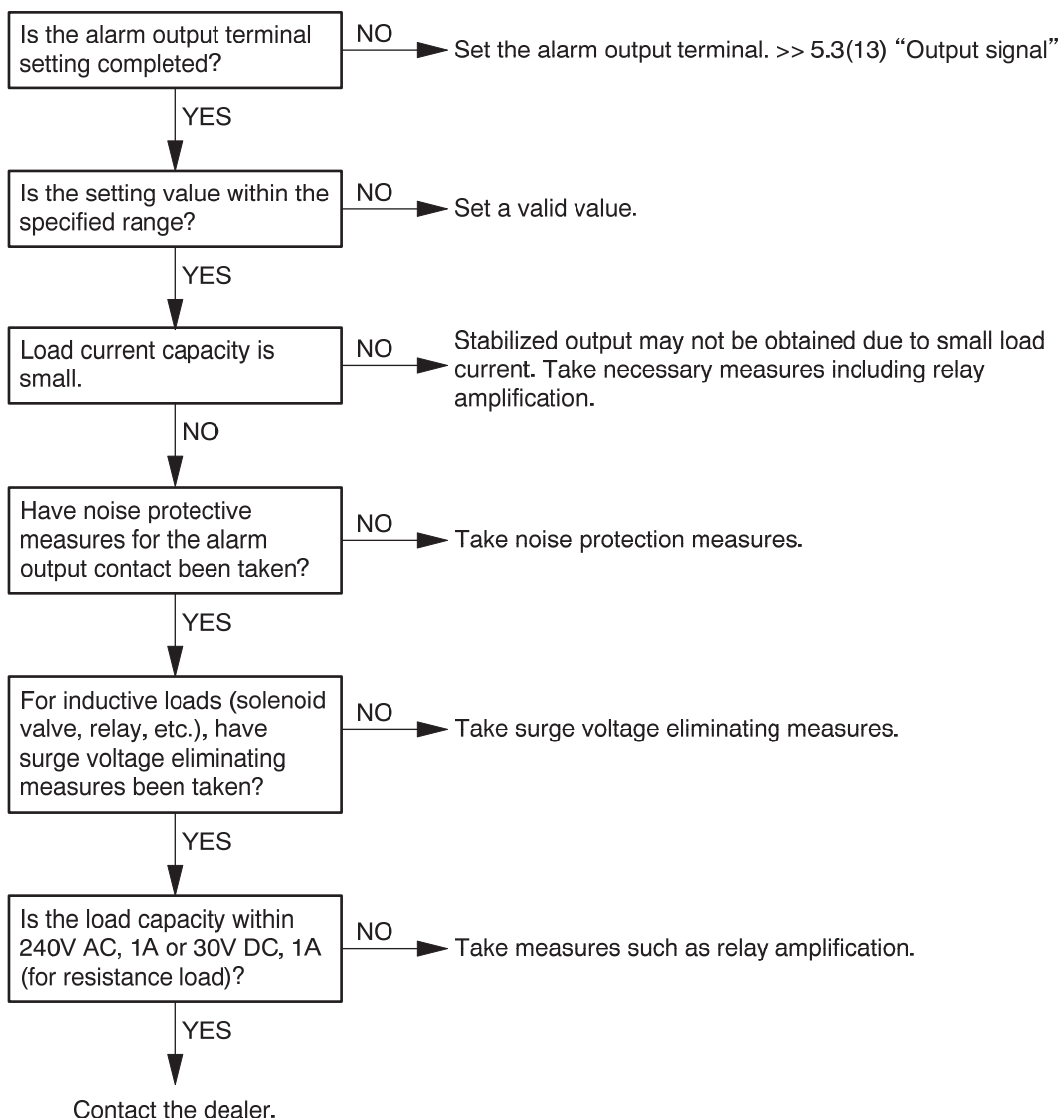 Is the alarm output terminal
setting completed?
NO
Set the alarm output terminal. >> 5.3(13) “Output signal”
YES
Is the setting value within the
specified range?
NO
Set a valid value.
YES
Load current capacity is
small.
NO
Stabilized output may not be obtained due to small load
current. Take necessary measures including relay
amplification.
NO
Have noise protective
measures for the alarm
output contact been taken?
NO
Take noise protection measures.
YES
For inductive loads (solenoid
valve, relay, etc.), have
surge voltage eliminating
measures been taken?
NO
Take surge voltage eliminating measures.
YES
Is the load capacity within
240V AC, 1A or 30V DC, 1A
(for resistance load)?
NO
Take measures such as relay amplification.
YES
Contact the dealer.